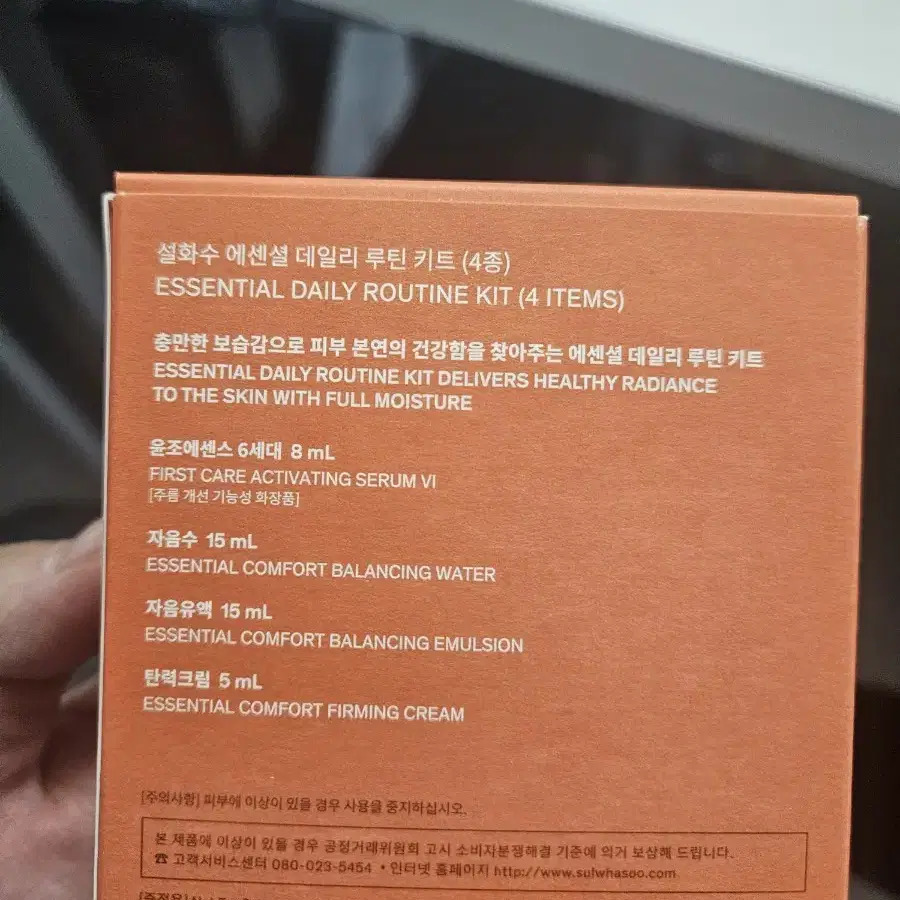 설화수 에센셜 데일리 루틴 키트 (4종)
ESSENTIAL DAILY ROUTINE KIT (4 ITEMS)
충만한 보습감으로 피부 본연의 건강함을 찾아주는 에센셜 데일리 루틴 키트
ESSENTIAL DAILY ROUTINE KIT DELIVERS HEALTHY RADIANCE
TO THE SKIN WITH FULL MOISTURE
윤조에센스 6세대 8 mL
FIRST CARE ACTIVATING SERUM VI
[주름 개선 기능성 화장품]
자음수 15 mL
ESSENTIAL COMFORT BALANCING WATER
자음유액 15 mL
ESSENTIAL COMFORT BALANCING EMULSION
탄력크림 5 mL
ESSENTIAL COMFORT FIRMING CREAM
[주의사항] 피부에 이상이 있을 경우 사용을 중지하십시오.
본 제품에 이상이 있을 경우 공정거래위원회 고시 소비자분쟁해결 기준에 의거 보상해 드립니다.
☎ 고객서비스센터 080-023-5454 • 인터넷 홈페이지 http://www.sulwhasoo.com